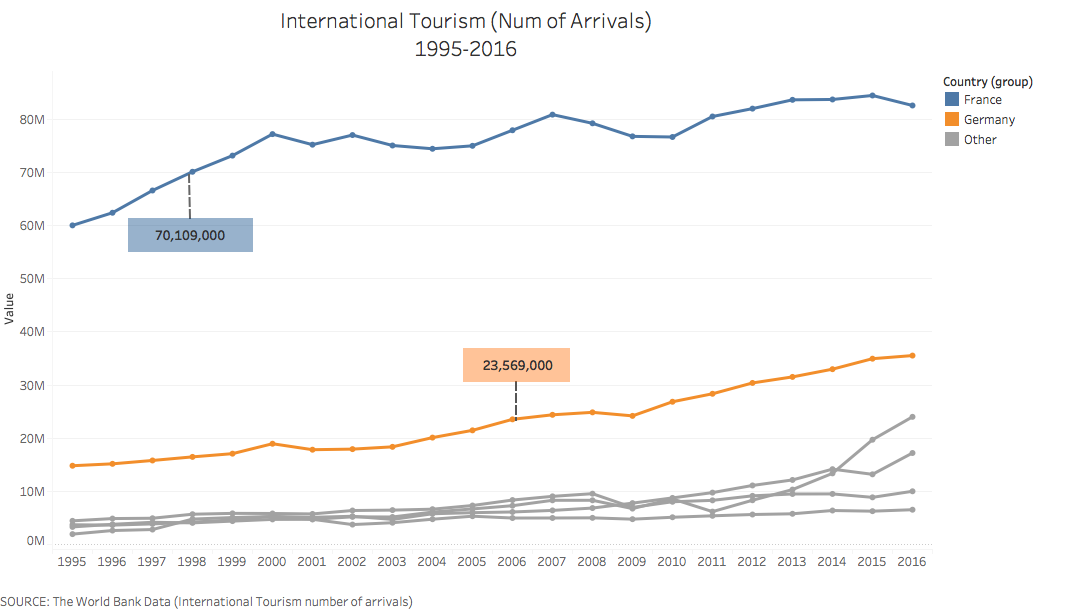 International Tourism (Num of Arrivals)
1995-2016
Country (group)
France
Germany
Other
Value
80M
70M
60M
50M
40M
30M
20M
10M
0M
70,109,000
23,569,000
1995 1996 1997 1998 1999 2000 2001 2002 2003 2004 2005 2006 2007 2008 2009 2010 2011 2012 2013 2014 2015 2016
SOURCE: The World Bank Data (International Tourism number of arrivals)